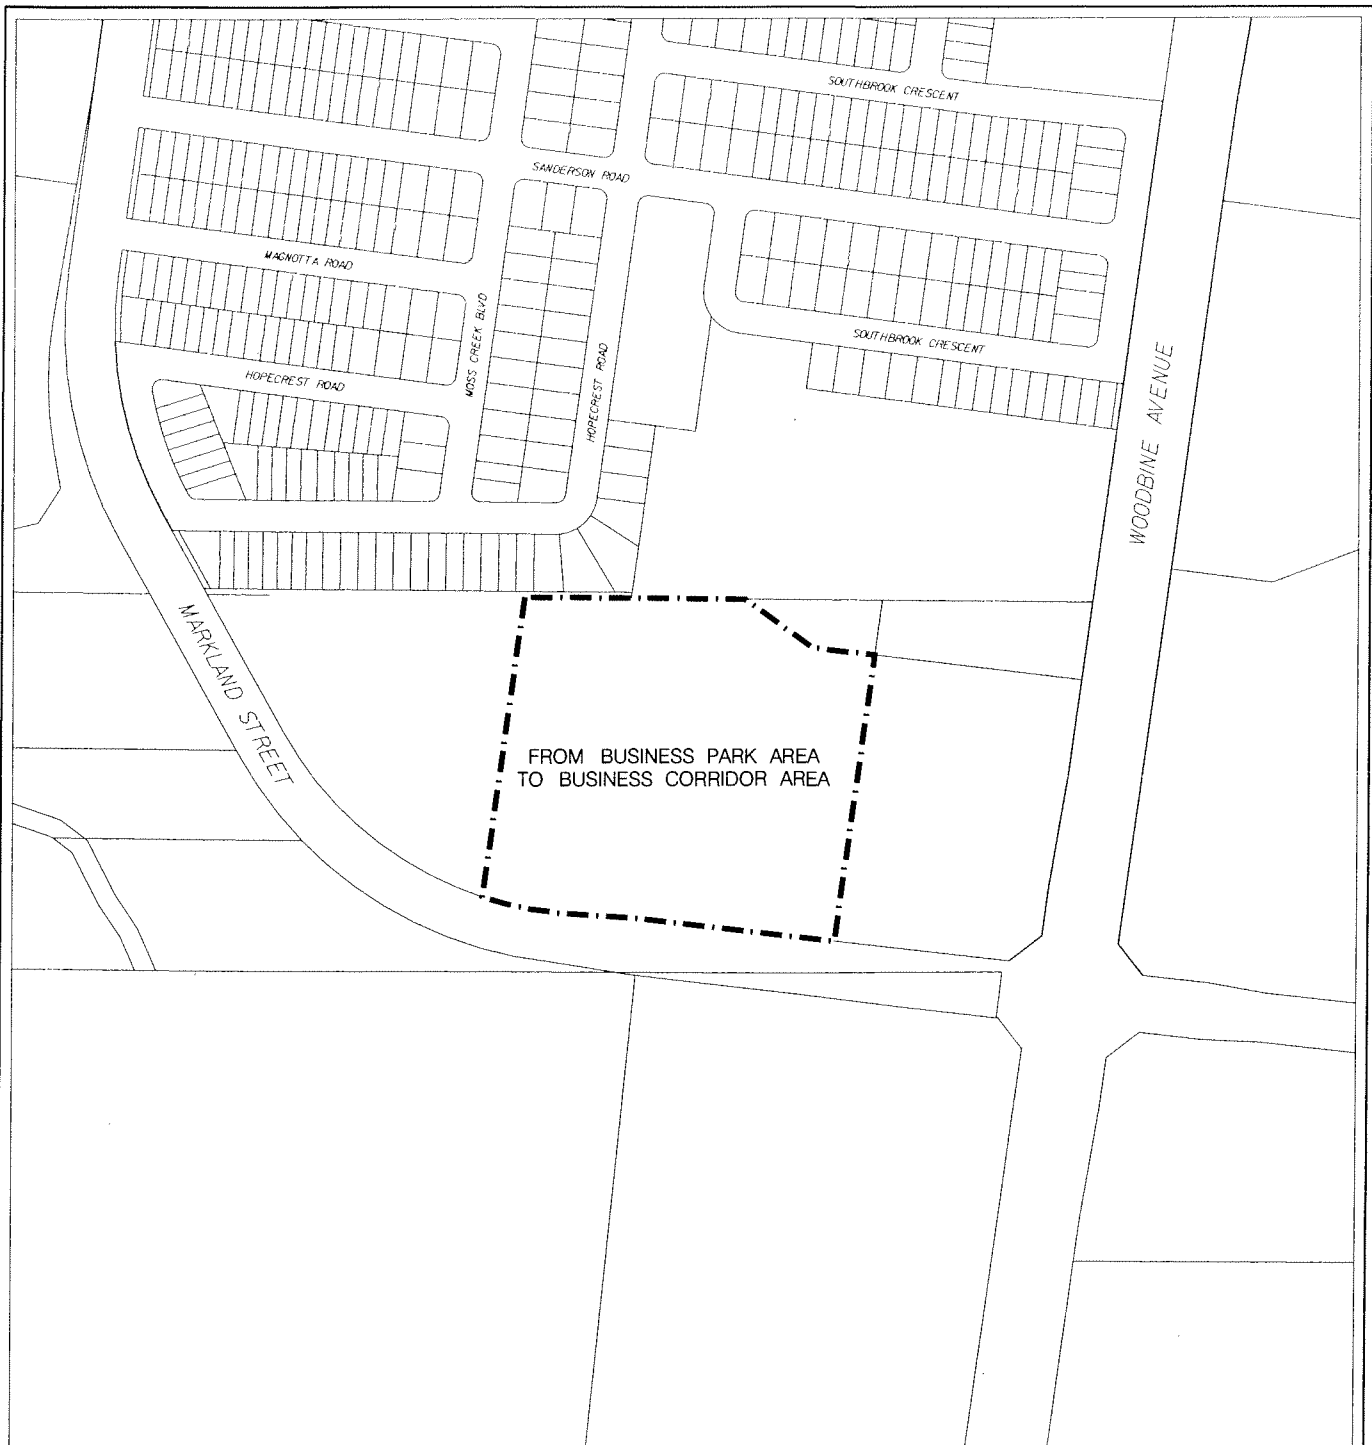 SOUTHBROOK CRESCENT
SANDERSON ROAD
MAGNOTTA ROAD
MOSS CREEK BLVD
HOPECREST ROAD
SOUTHBROOK CRESCENT
HOPECREST ROAD
WOODBINE AVENUE
MARKLAND STREET
FROM BUSINESS PARK AREA
TO BUSINESS CORRIDOR AREA